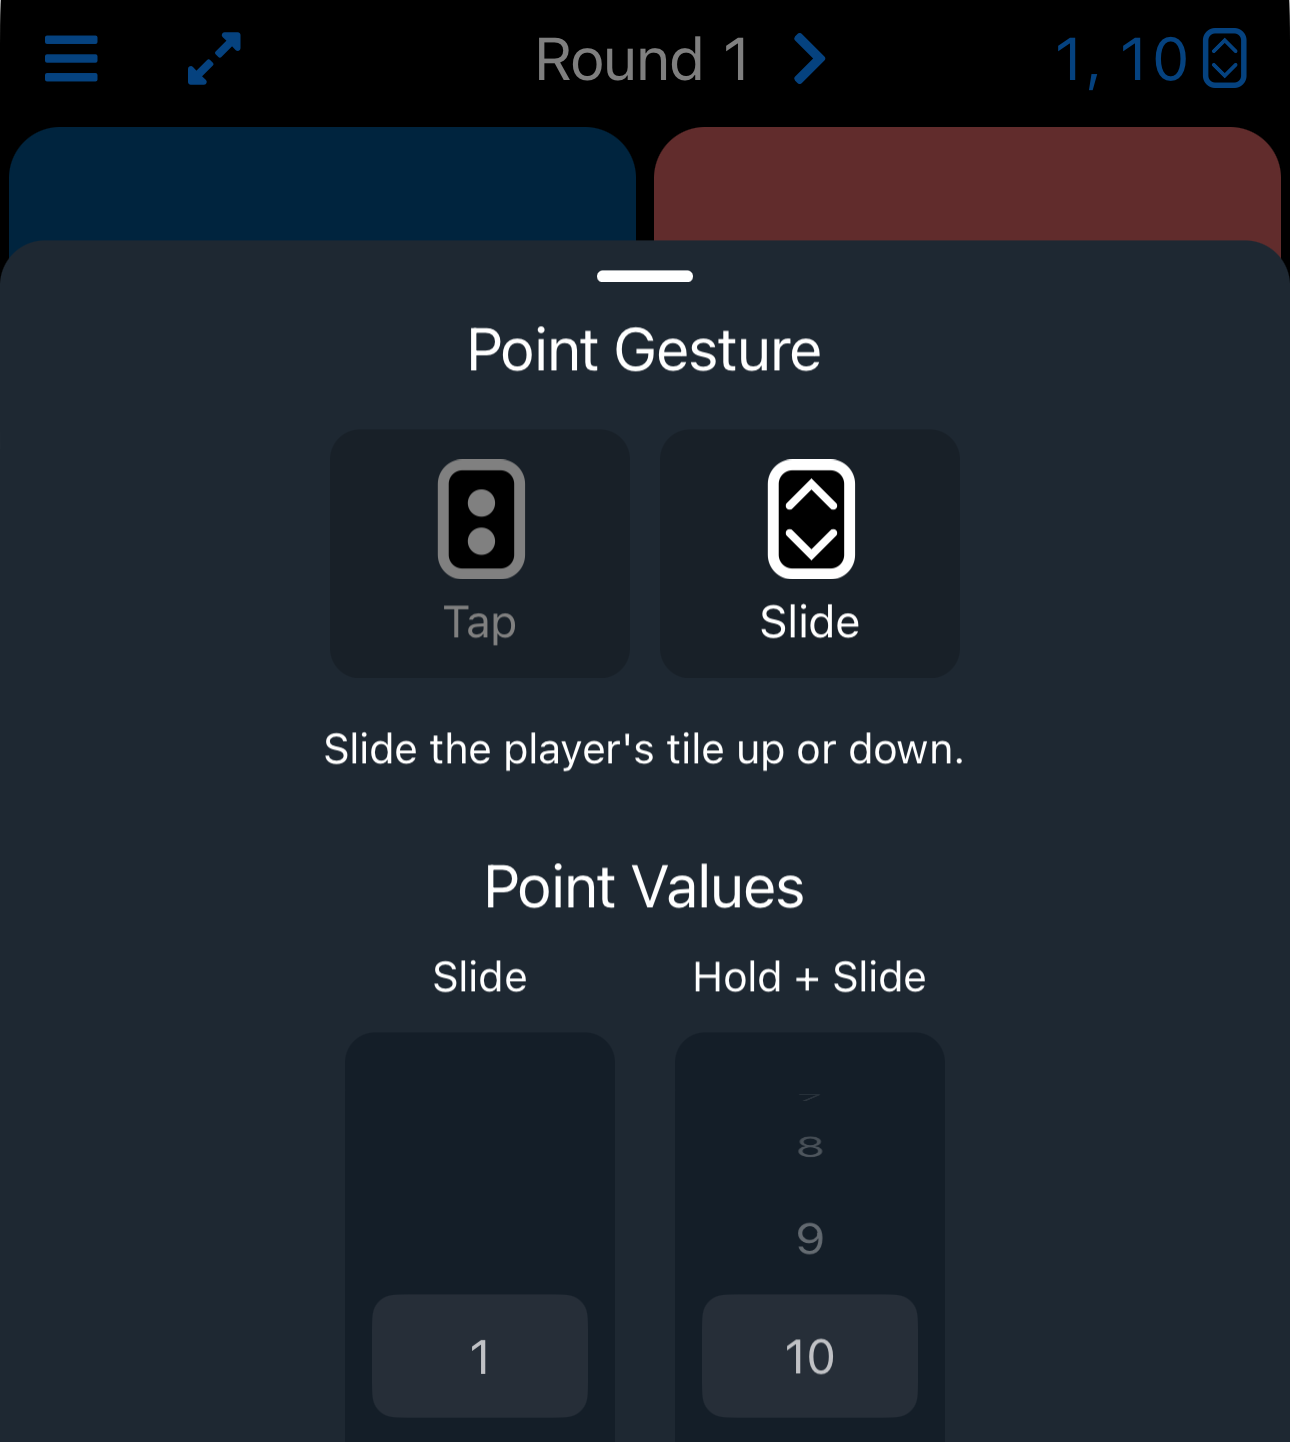 Round 1
1, 10
Point Gesture
Tap
Slide
Slide the player's tile up or down.
Point Values
Slide
Hold + Slide
7
8
9
1
10